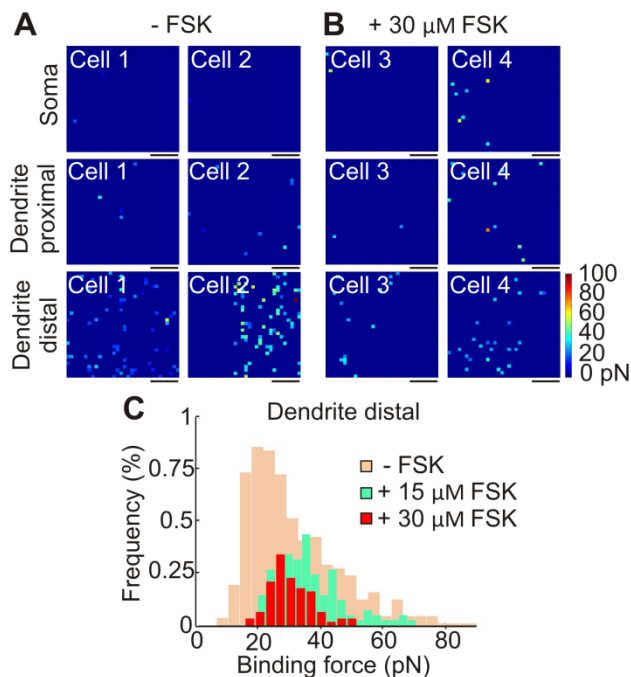 A
- FSK
B
+ 30 μM FSK
Soma
Cell 1
Cell 2
Cell 3
Cell 4
Dendrite
proximal
Cell 1
Cell 2
Cell 3
Cell 4
Dendrite
distal
Cell 1
Cell 2
Cell 3
Cell 4
100
80
60
40
20
0 pN
C
Dendrite distal
Frequency (%)
1
0.75
0.5
0.25
0
- FSK
+ 15 μM FSK
+ 30 μM FSK
0
20
40
60
80
Binding force (pN)